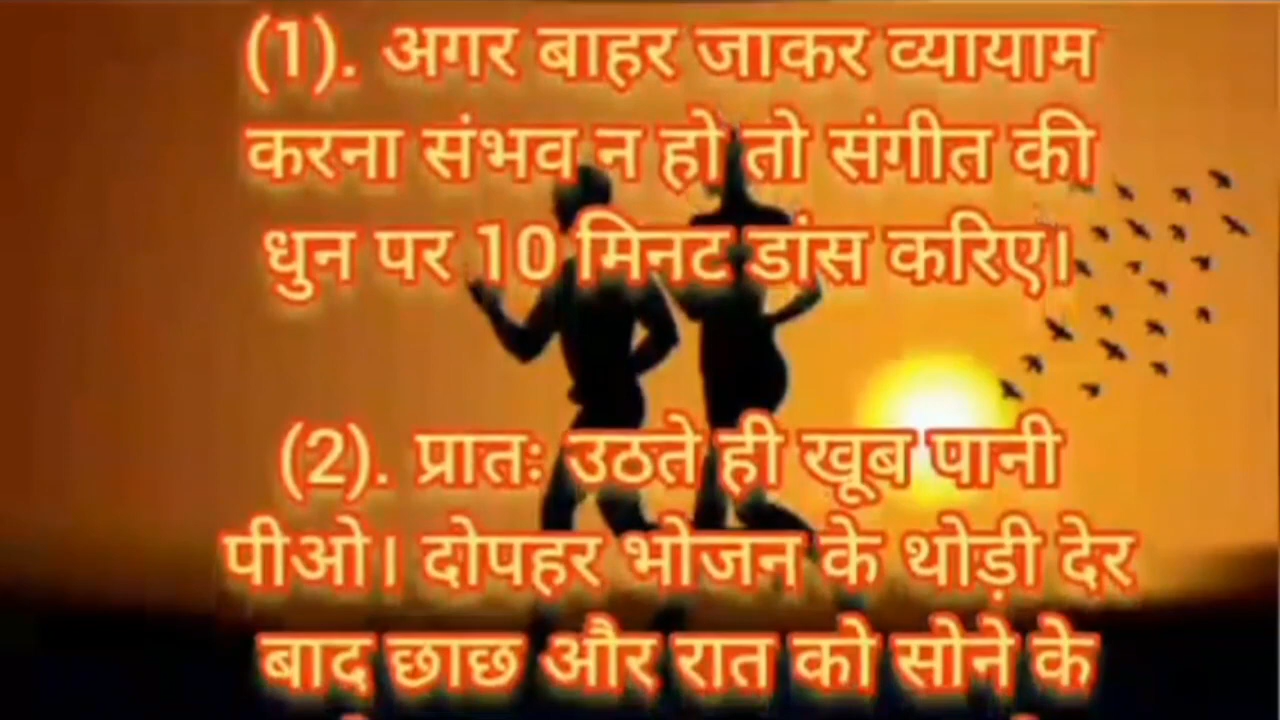 (1). अगर बाहर जाकर व्यायाम
करना संभव न हो तो संगीत की
धुन पर 10 मिनट डांस करिए।
(2). प्रातः उठते ही खूब पानी
पीओ। दोपहर भोजन के थोड़ी देर
बाद छाछ और रात को सोने के